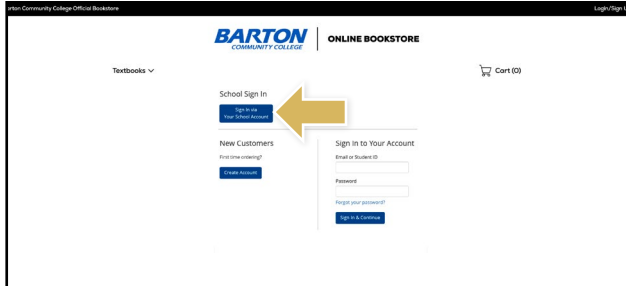 arton Community College Official Bookstore
Login/Sign U
BARTON
COMMUNITY COLLEGE
ONLINE BOOKSTORE
Textbooks
Cart (0)
School Sign In
Sign In via
Your School Account
New Customers
First time ordering?
Create Account
Sign in to Your Account
Email or Student ID
Password
Forgot your password?
Sign In & Continue